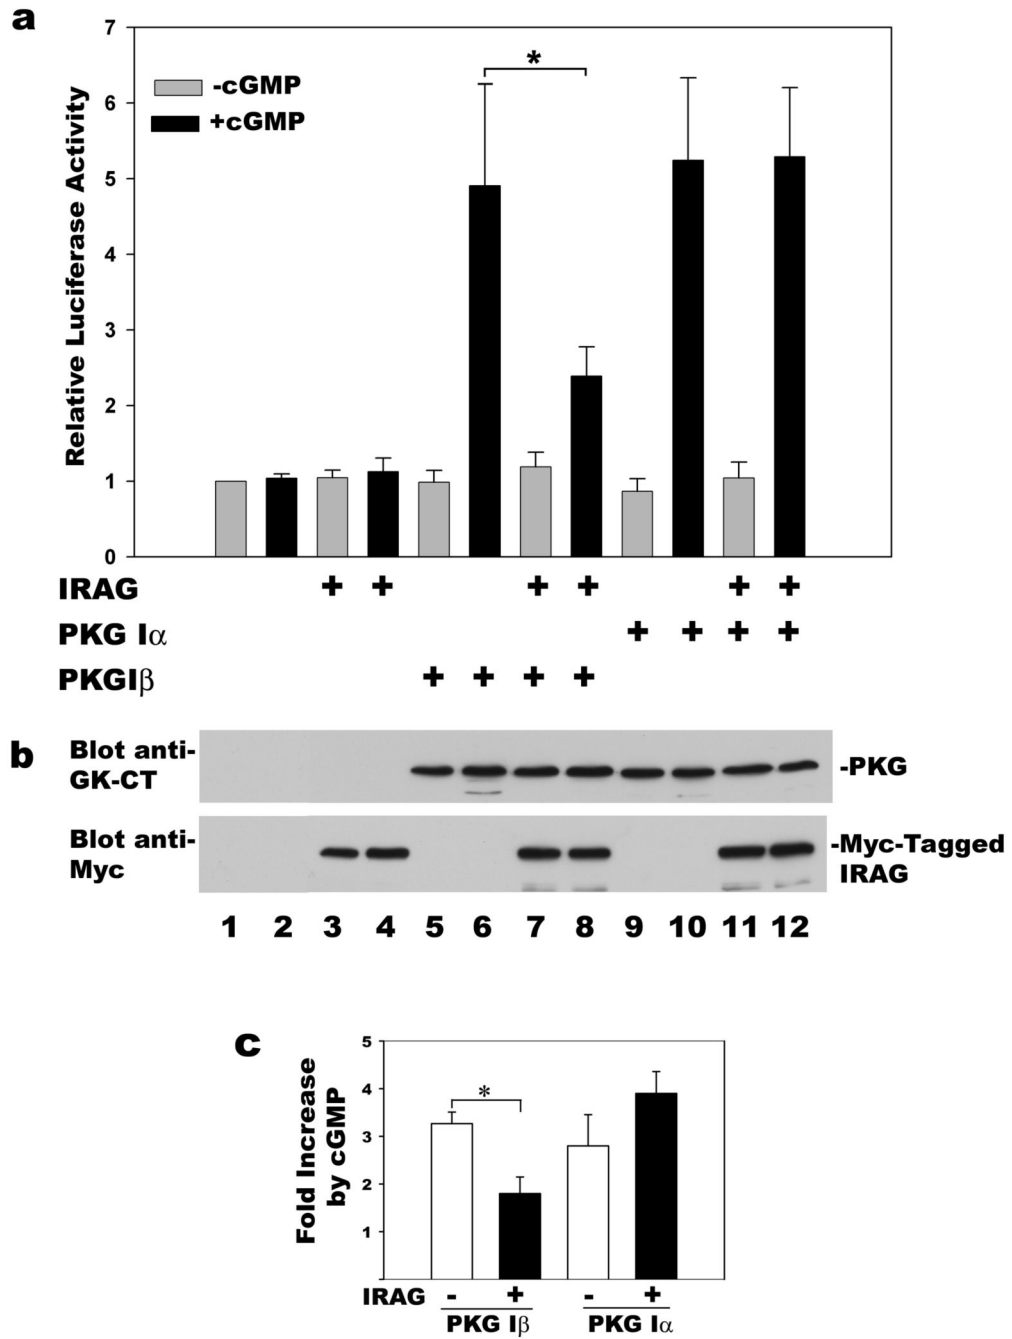 a
7
6
5
4
3
2
1
0
Relative Luciferase Activity
-cGMP
+cGMP
*
IRAG + + + + + +
PKG Iα + + + +
PKGIβ + + + +
b
Blot anti-
GK-CT
-PKG
Blot anti-
Myc
-Myc-Tagged
IRAG
1 2 3 4 5 6 7 8 9 10 11 12
c
5
4
3
2
1
Fold Increase
by cGMP
*
IRAG - + - +
PKG Iβ PKG Iα